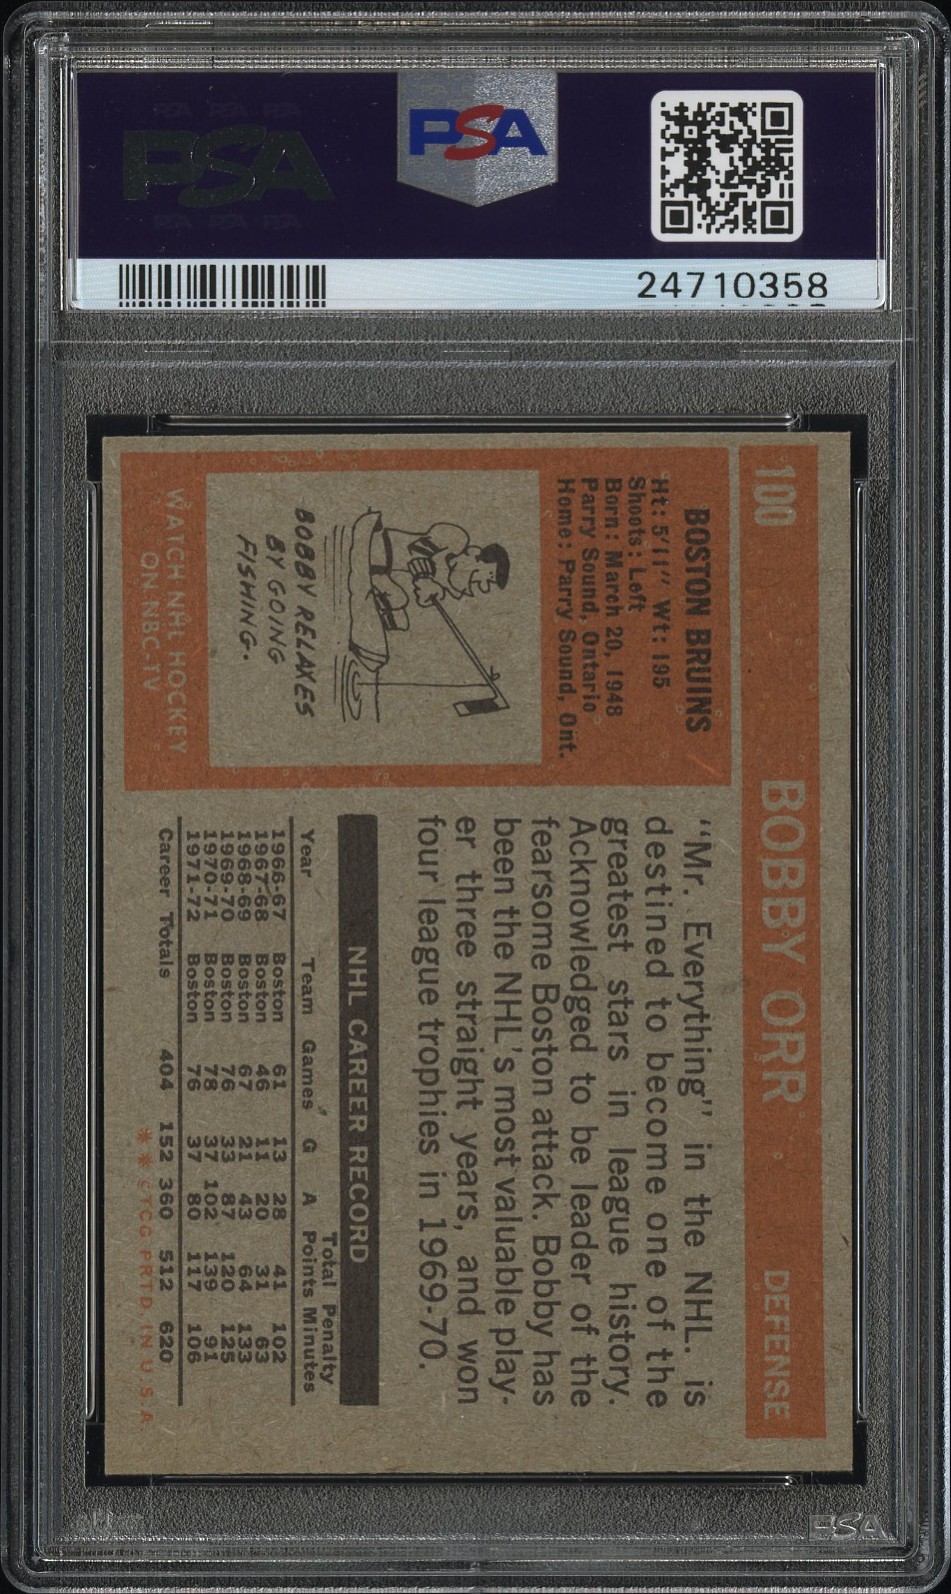 PSA
PSA
24710358
100 BOBBY ORR · DEFENSE
BOSTON BRUINS
Ht: 5'11" Wt: 195
Shoots: Left
Born: March 20, 1948
Parry Sound, Ontario
Home: Parry Sound, Ont.
BOBBY RELAXES
BY GOING
FISHING.
WATCH NHL HOCKEY
ON NBC-TV
"Mr. Everything" in the NHL. is
destined to become one of the
greatest stars in league history.
Acknowledged to be leader of the
fearsome Boston attack. Bobby has
been the NHL's most valuable play-
er three straight years, and won
four league trophies in 1969-70.
NHL CAREER RECORD
Total Penalty
Year Team Games G A Points Minutes
1966-67 Boston 61 13 28 41 102
1967-68 Boston 46 11 20 31 63
1968-69 Boston 67 21 43 64 133
1969-70 Boston 76 33 87 120 125
1970-71 Boston 78 37 102 139 91
1971-72 Boston 76 37 80 117 106
Career Totals 404 152 360 512 620
** ©TCG PRTD. IN U.S.A.
PSA